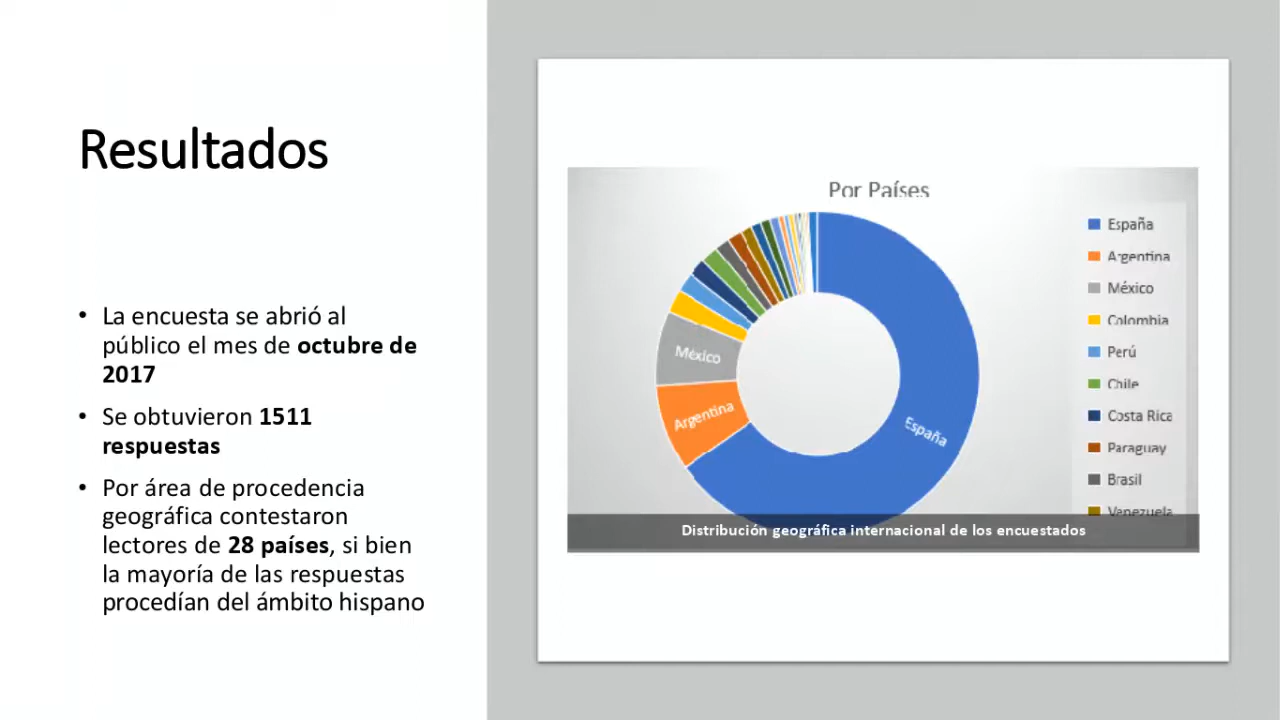 Resultados
• La encuesta se abrió al
público el mes de octubre de
2017
• Se obtuvieron 1511
respuestas
• Por área de procedencia
geográfica contestaron
lectores de 28 países, si bien
la mayoría de las respuestas
procedían del ámbito hispano
Por Países
España
Argentina
México
Colombia
Perú
Chile
Costa Rica
Paraguay
Brasil
Venezuela
México
Argentina
España
Distribución geográfica internacional de los encuestados